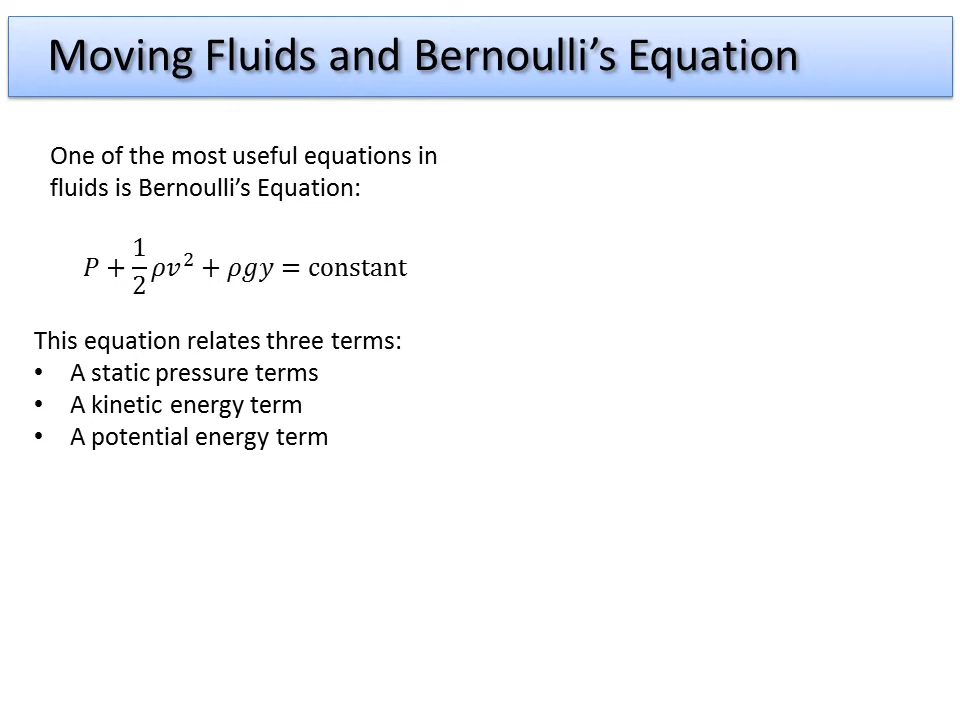 Moving Fluids and Bernoulli’s Equation
One of the most useful equations in
fluids is Bernoulli’s Equation:
P + 1/2 ρv² + ρgy = constant
This equation relates three terms:
• A static pressure terms
• A kinetic energy term
• A potential energy term